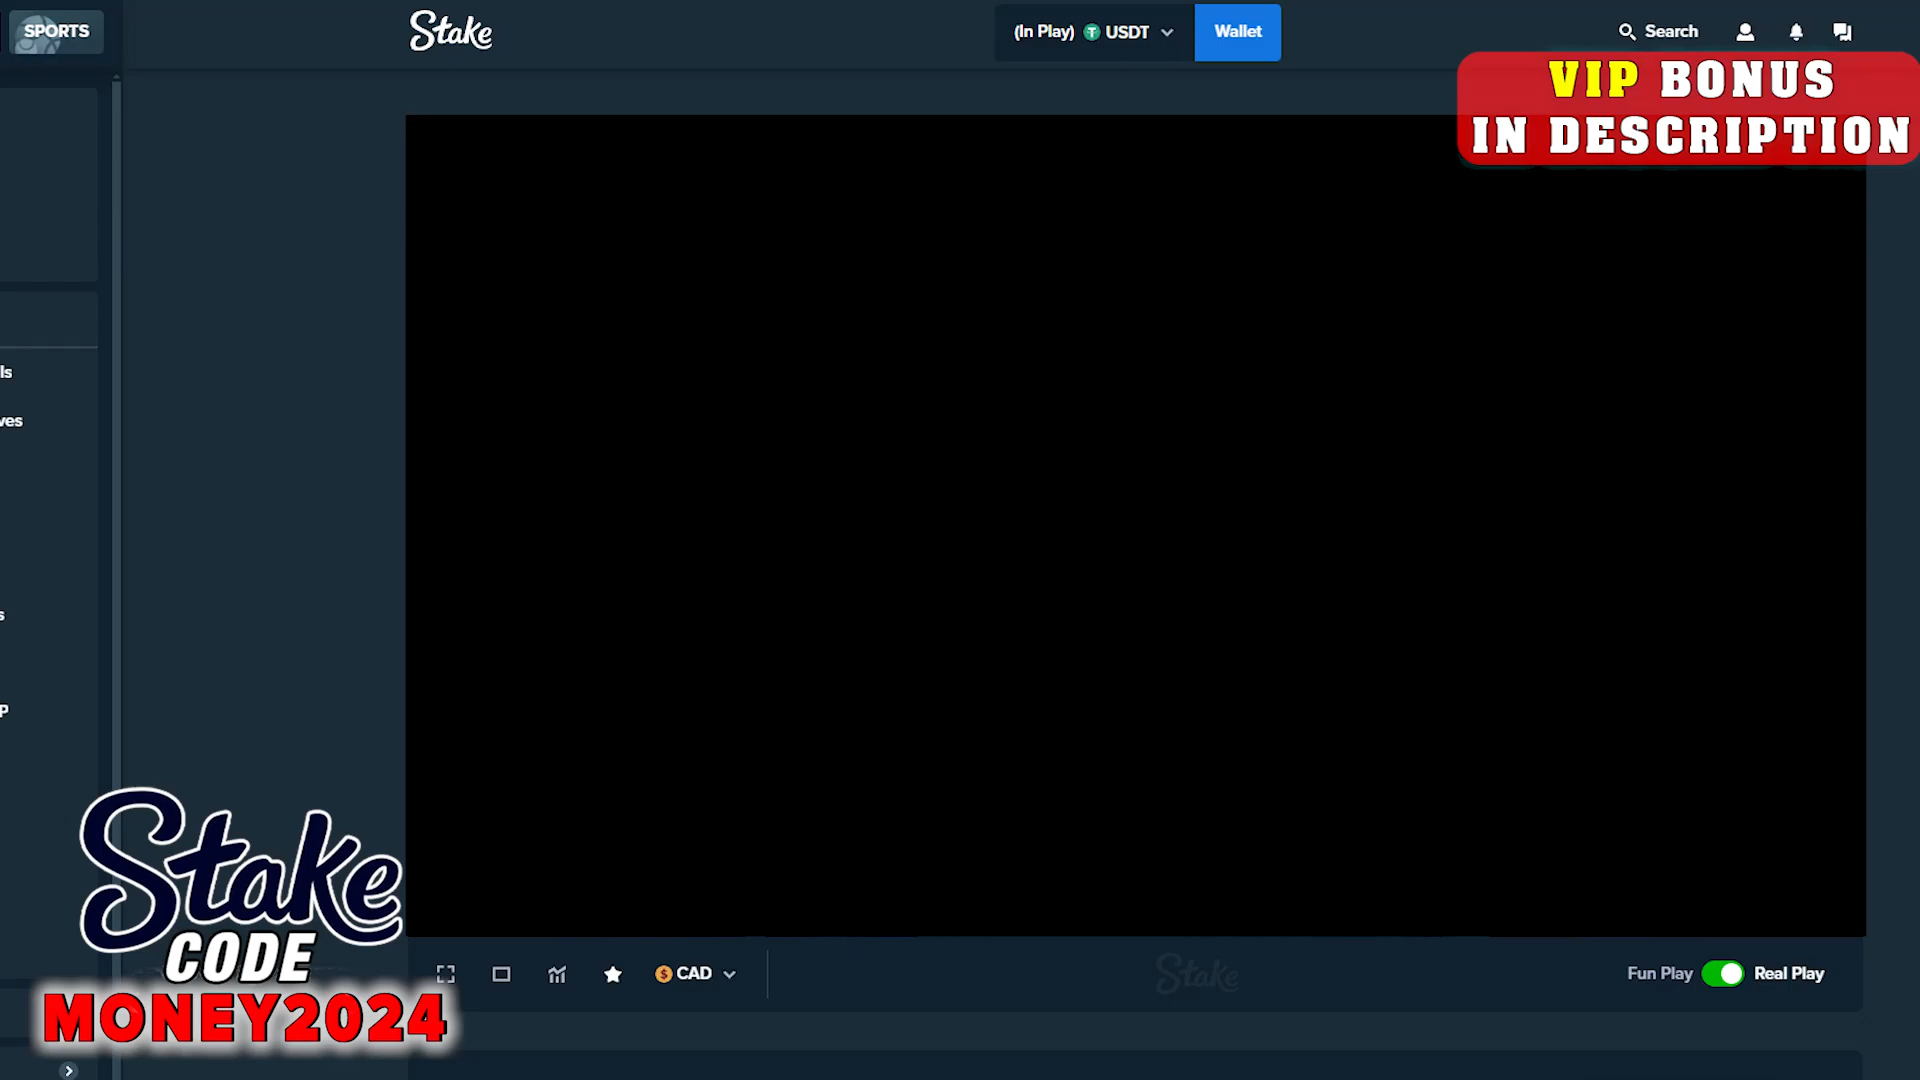 SPORTS
Stake
(In Play) USDT
Wallet
Search
VIP BONUS
IN DESCRIPTION
ls
ves
s
P
Stake
CODE
MONEY2024
CAD
Stake
Fun Play
Real Play